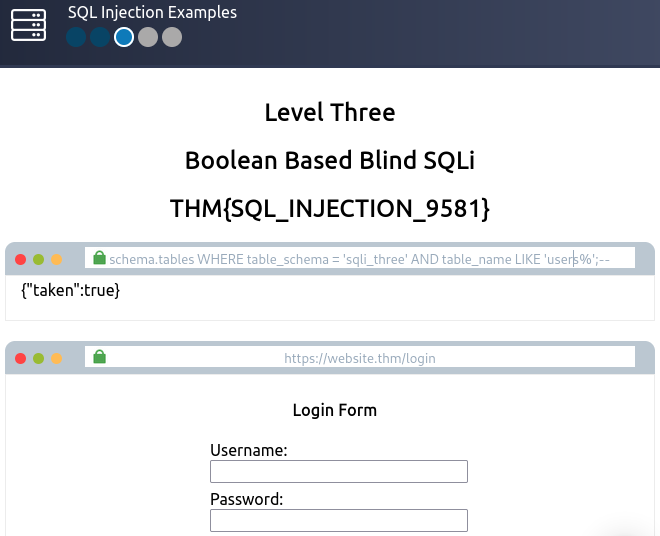 SQL Injection Examples
Level Three
Boolean Based Blind SQLi
THM{SQL_INJECTION_9581}
schema.tables WHERE table_schema = 'sqli_three' AND table_name LIKE 'users%';--
{"taken":true}
https://website.thm/login
Login Form
Username:
Password: